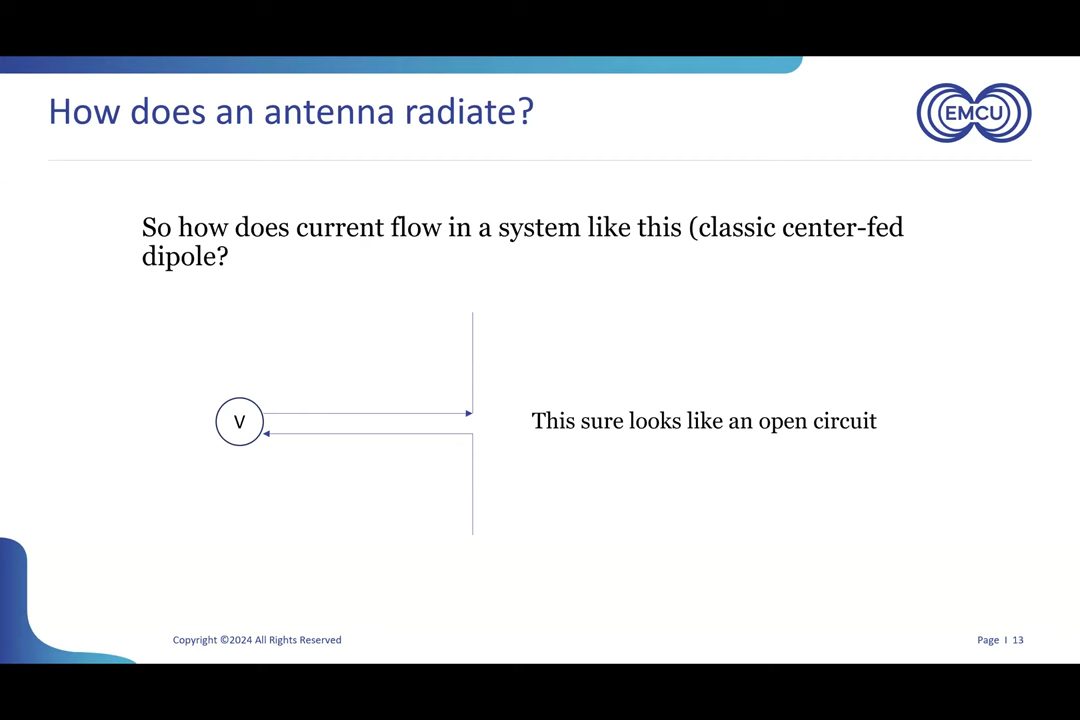 How does an antenna radiate?
EMCU
So how does current flow in a system like this (classic center-fed
dipole?
V
This sure looks like an open circuit
Copyright ©2024 All Rights Reserved
Page I 13